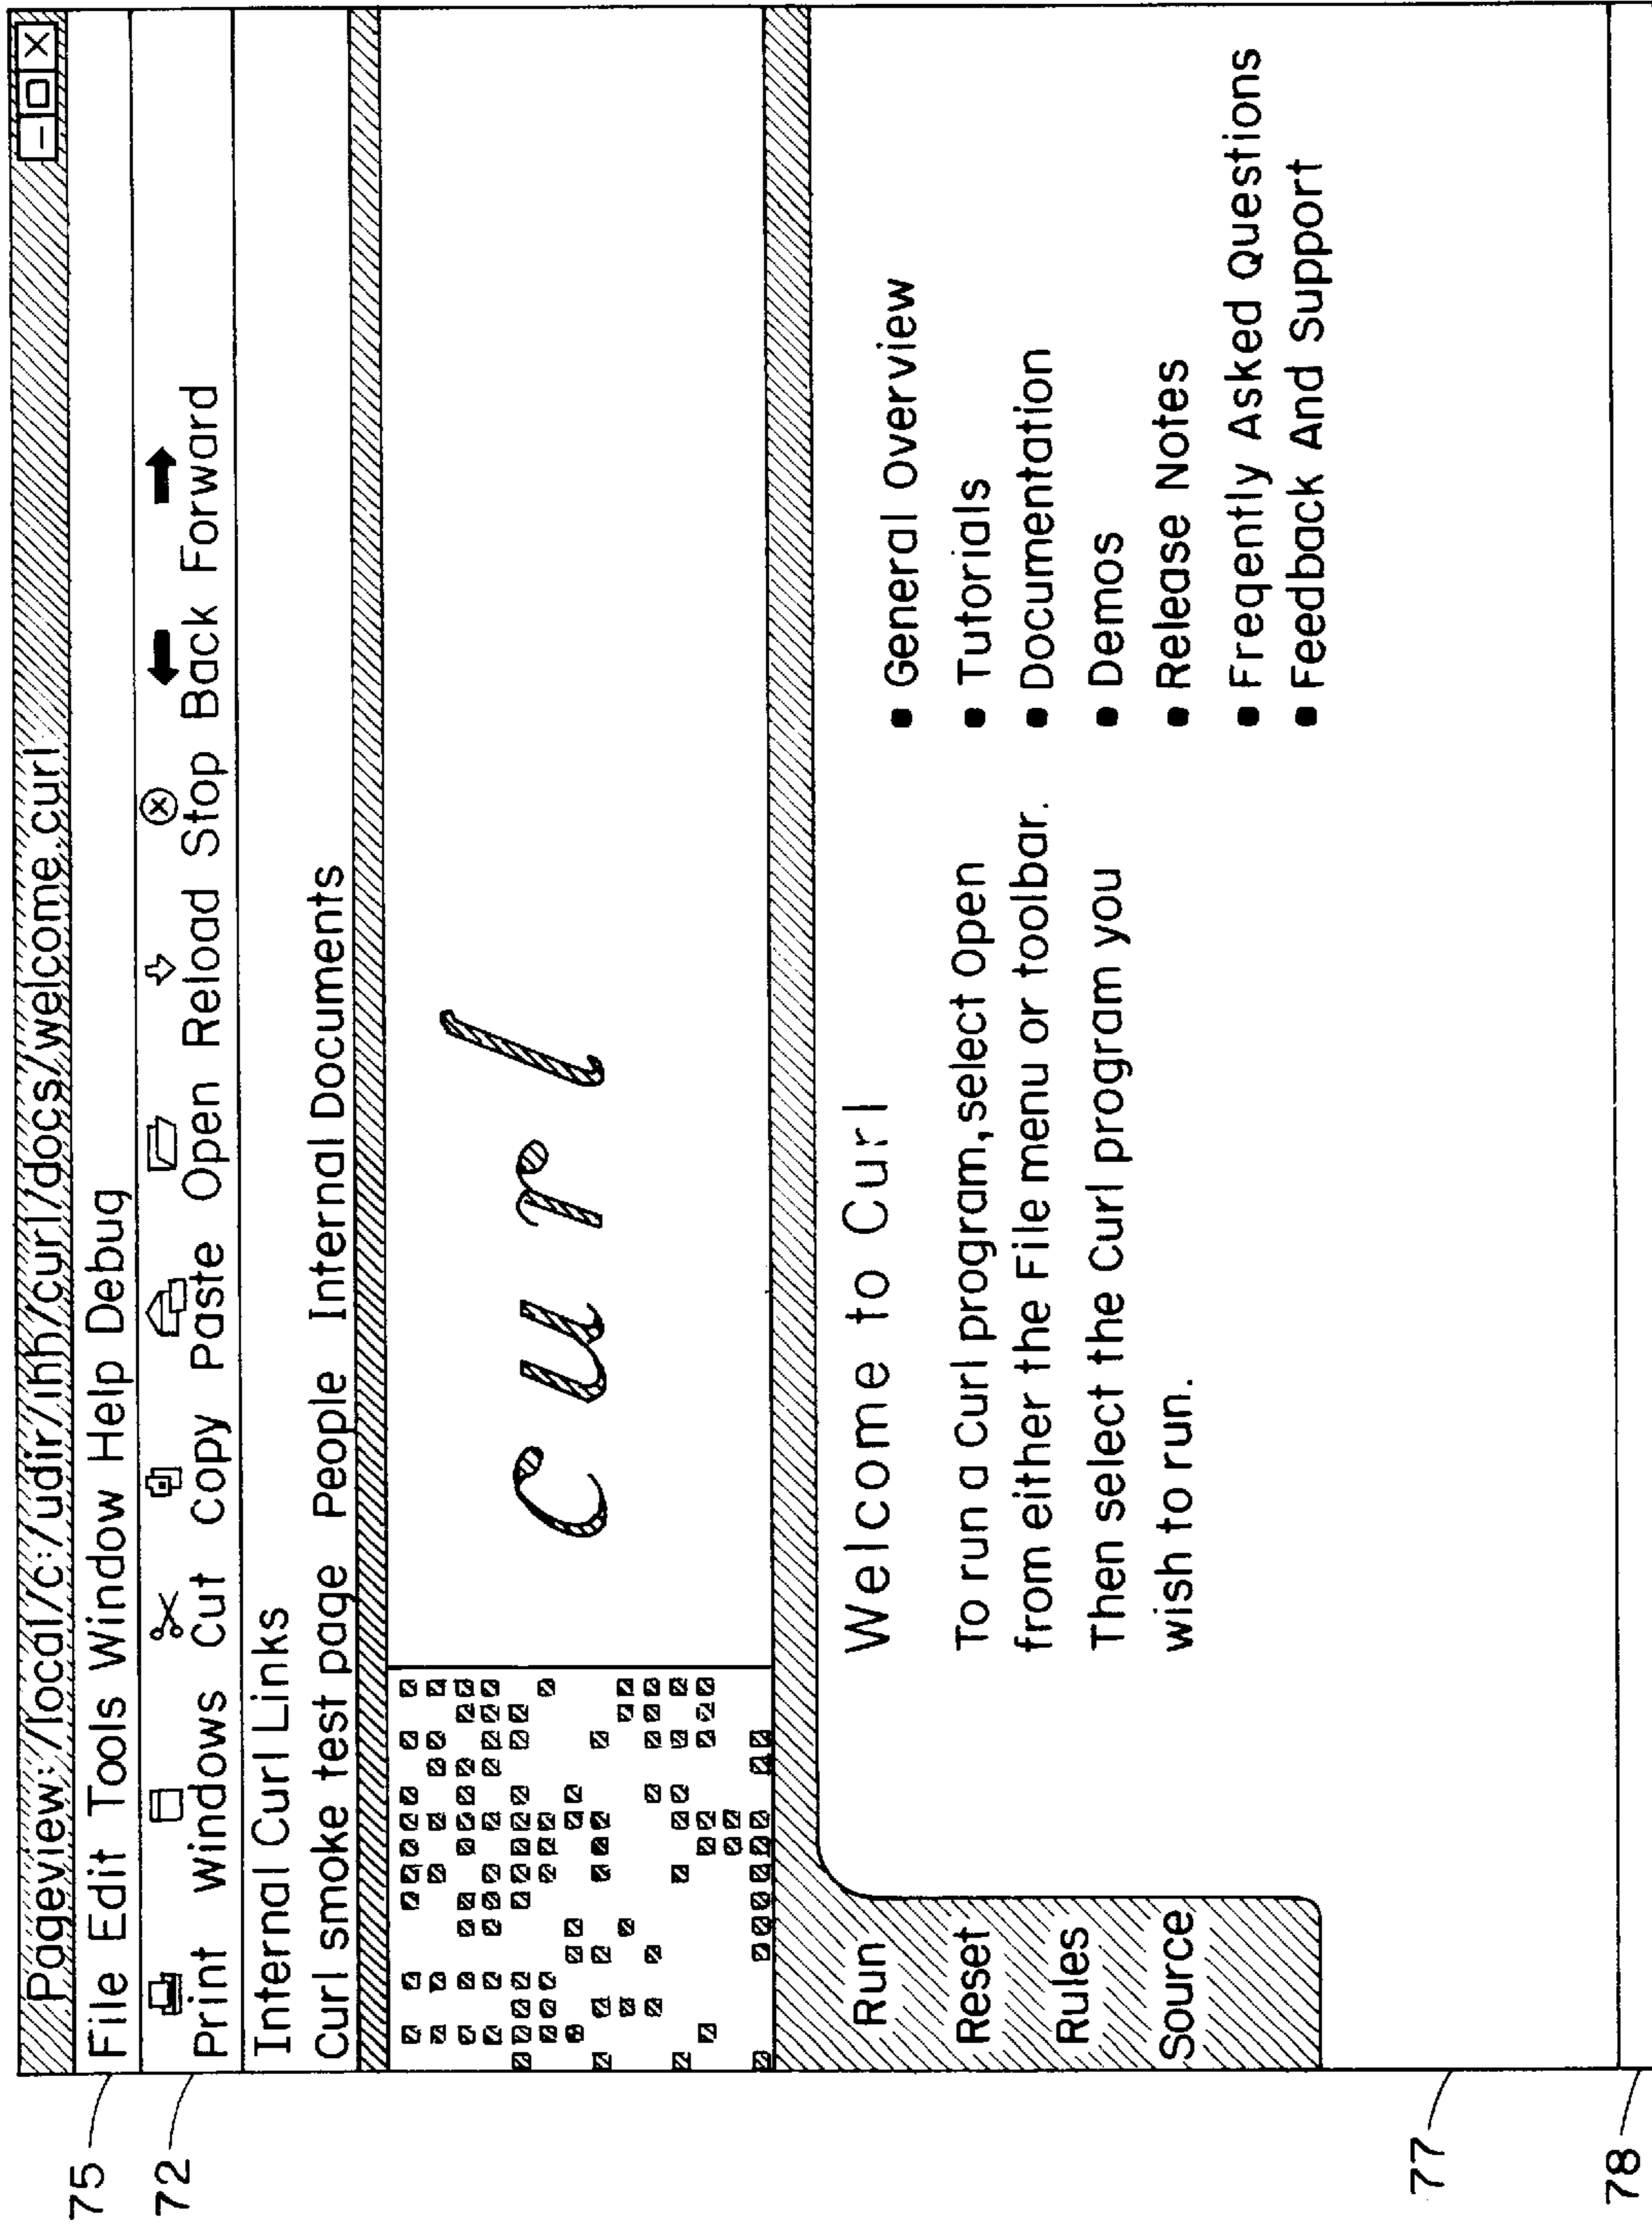 Pageview:/local/c:/udir/ihh/curl/docs/welcome.curl
75
File Edit Tools Window Help Debug
72
Print Windows Cut Copy Paste Open Reload Stop Back Forward
Internal Curl Links
Curl smoke test page People Internal Documents
Curl
Run
Reset
Rules
Source
Welcome to Curl
To run a Curl program,select Open
from either the File menu or toolbar.
Then select the Curl program you
wish to run.
• General Overview
• Tutorials
• Documentation
• Demos
• Release Notes
• Freqently Asked Questions
• Feedback And Support
77
78